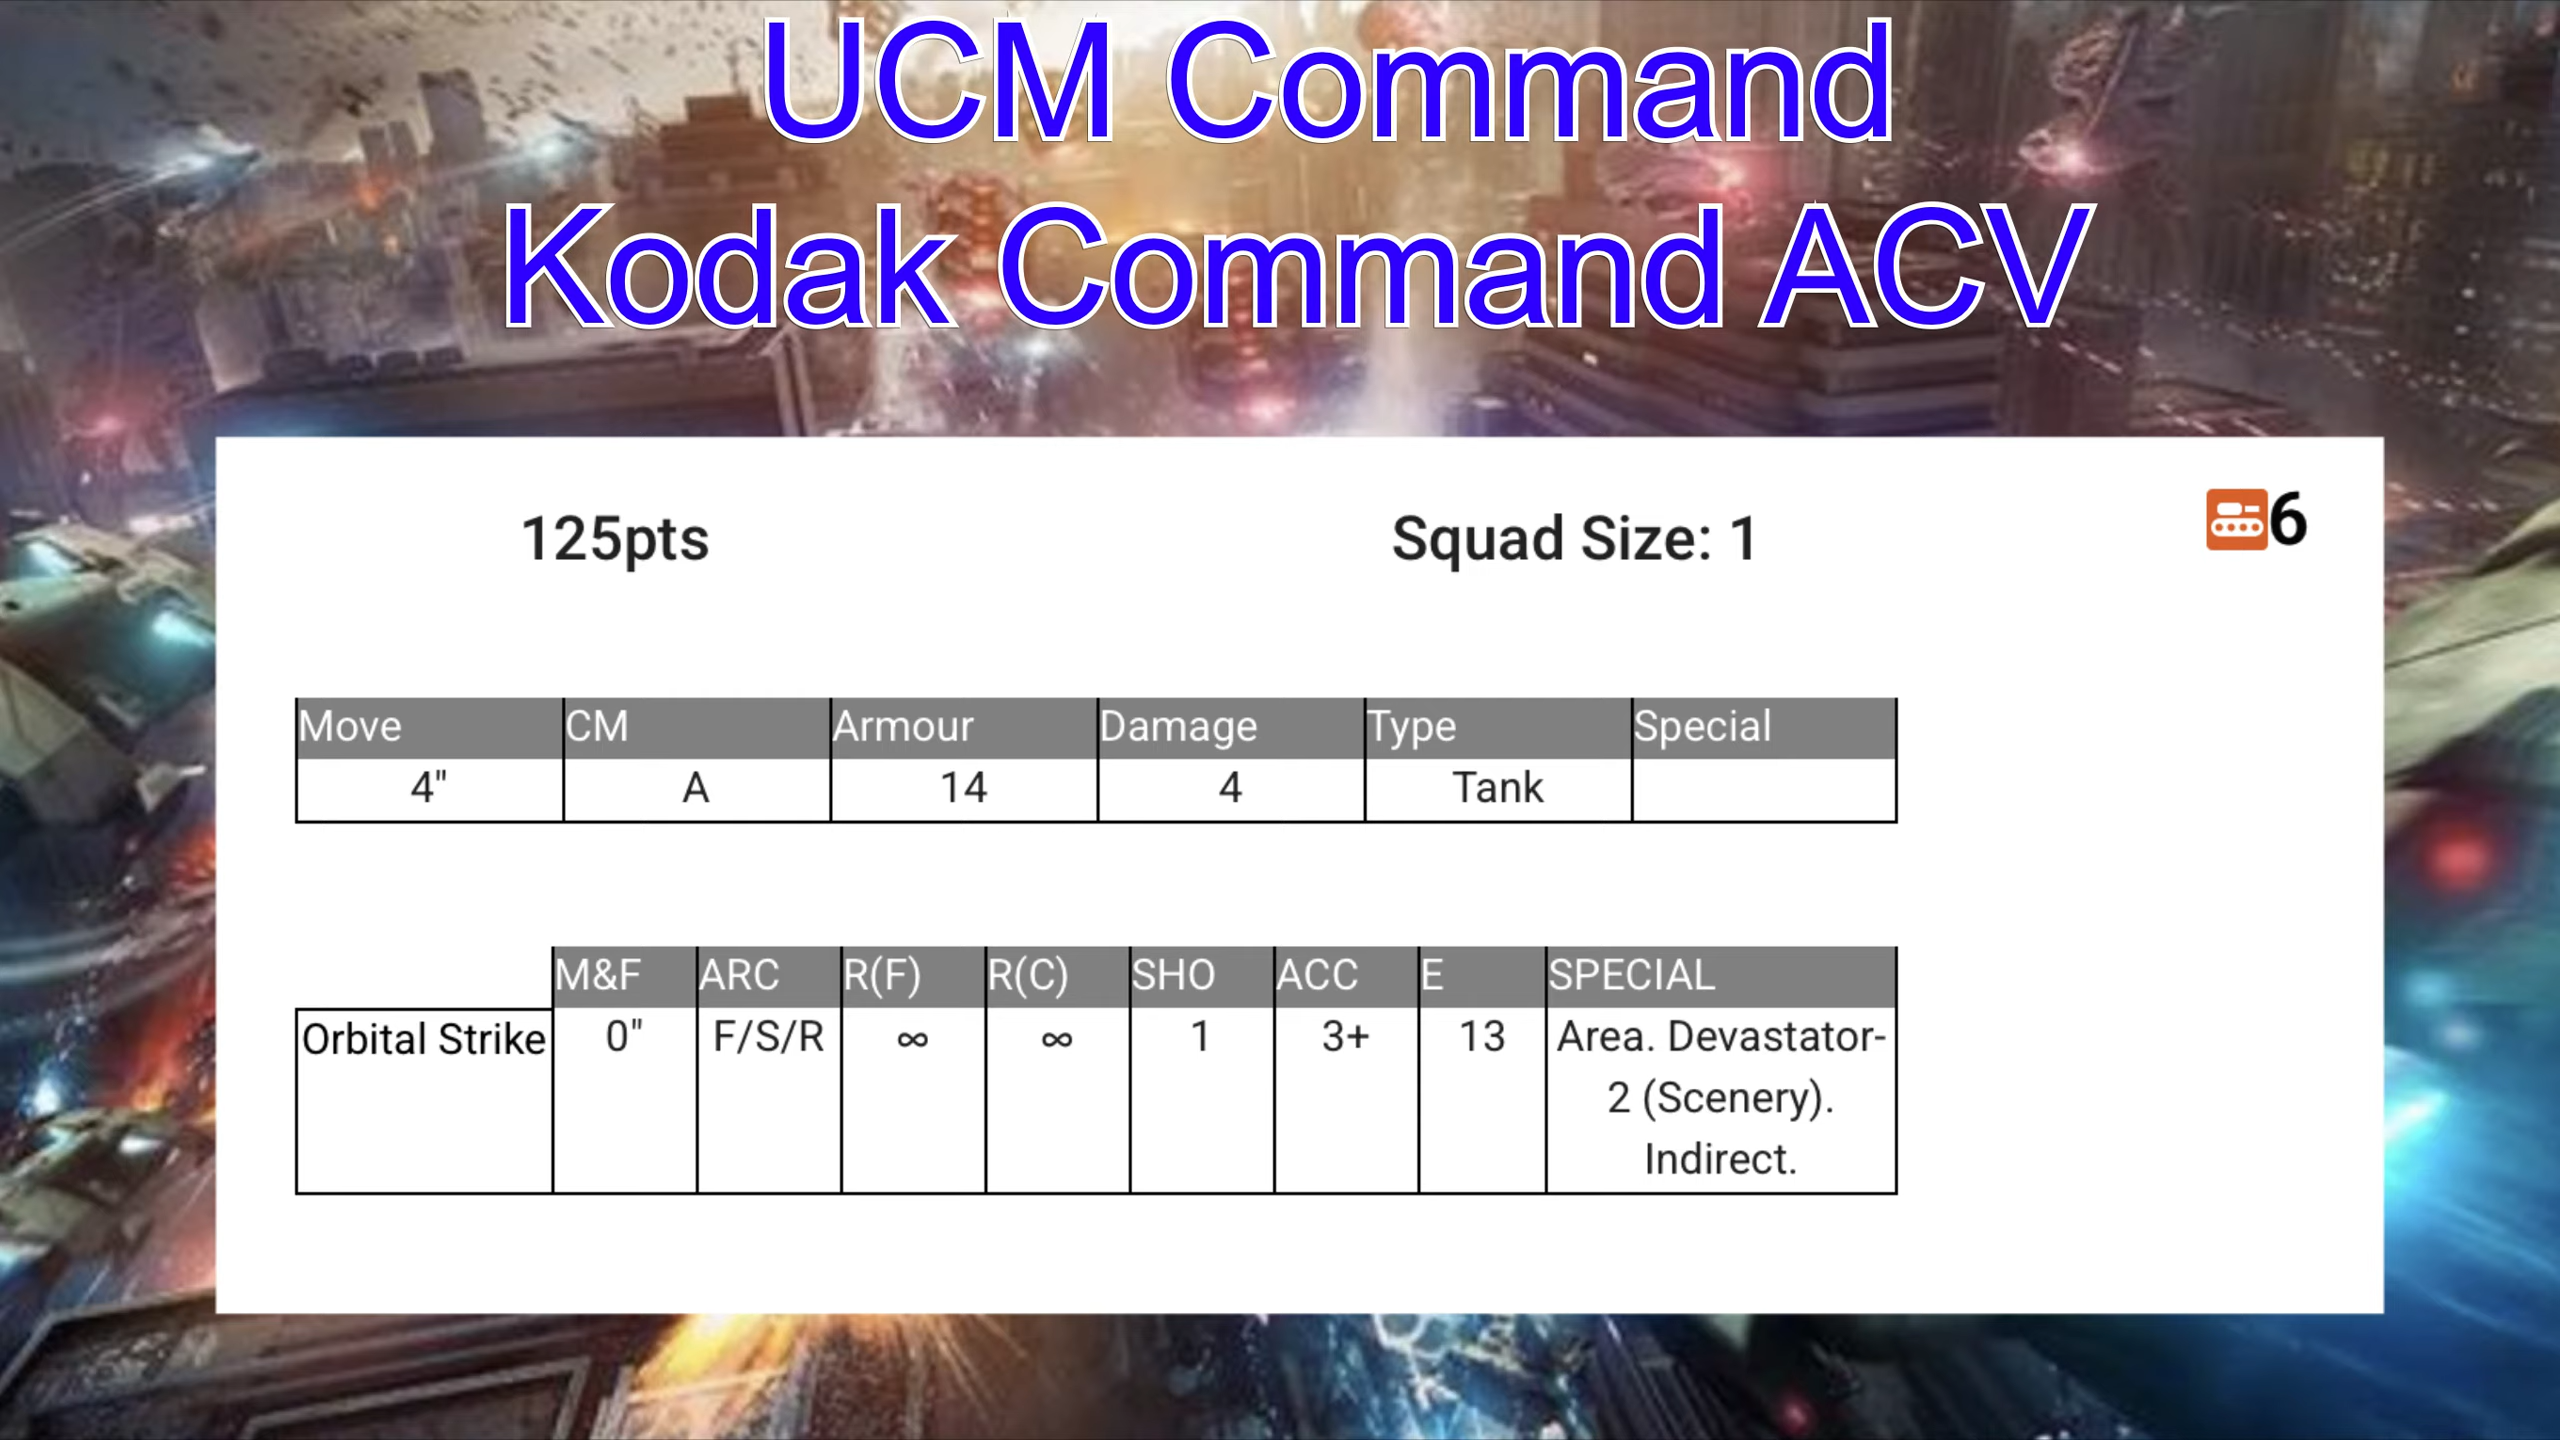 UCM Command
Kodak Command ACV
125pts Squad Size: 1 6
Move CM Armour Damage Type Special
4" A 14 4 Tank
M&F ARC R(F) R(C) SHO ACC E SPECIAL
Orbital Strike 0" F/S/R ∞ ∞ 1 3+ 13 Area. Devastator-
2 (Scenery).
Indirect.